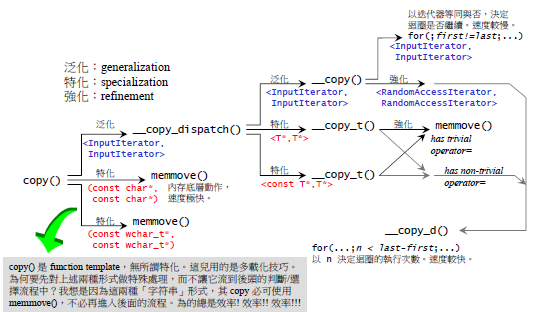 泛化：generalization
特化：specialization
強化：refinement
以迭代器等同與否，決定
迴圈是否繼續。速度較慢。
for(;first!=last;...)
<InputIterator,
InputIterator>
泛化
__copy()
<InputIterator,
InputIterator>
強化
<RandomAccessIterator,
RandomAccessIterator>
泛化
__copy_dispatch()
<InputIterator,
InputIterator>
特化
<T*,T*>
__copy_t()
強化
memmove()
has trivial
operator=
特化
<const T*,T*>
__copy_t()
has non-trivial
operator=
copy()
特化
memmove()
(const char*,
const char*)
內存底層動作，
速度極快。
特化
memmove()
(const wchar_t*,
const wchar_t*)
__copy_d()
for(...;n < last-first;...)
以 n 決定迴圈的執行次數。速度較快。
copy() 是 function template，無所謂特化。這兒用的是多載化技巧。
為何要先對上述兩種形式做特殊處理，而不讓它流到後頭的判斷/選
擇流程中？我想是因為這兩種「字符串」形式，其 copy 必可使用
memmove()，不必再進入後面的流程。為的總是效率! 效率!! 效率!!!